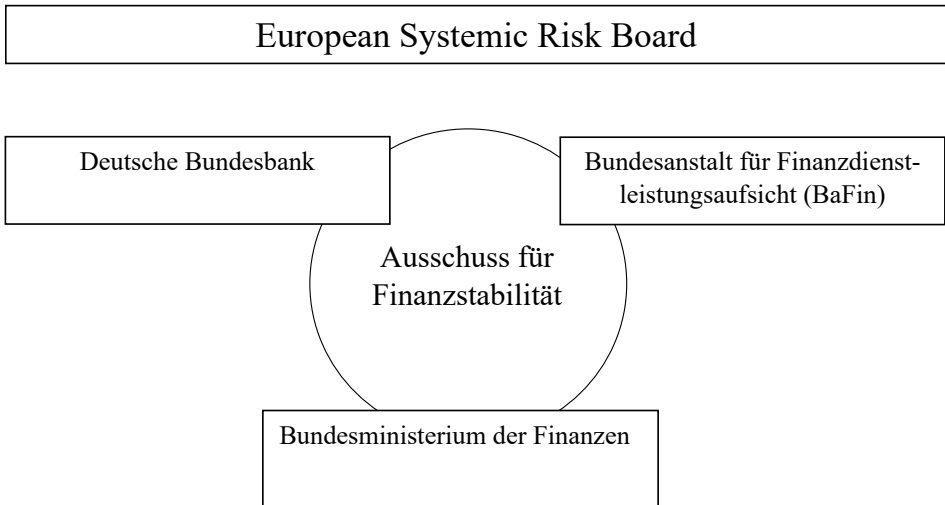 European Systemic Risk Board
Deutsche Bundesbank
Bundesanstalt für Finanzdienst-
leistungsaufsicht (BaFin)
Ausschuss für
Finanzstabilität
Bundesministerium der Finanzen